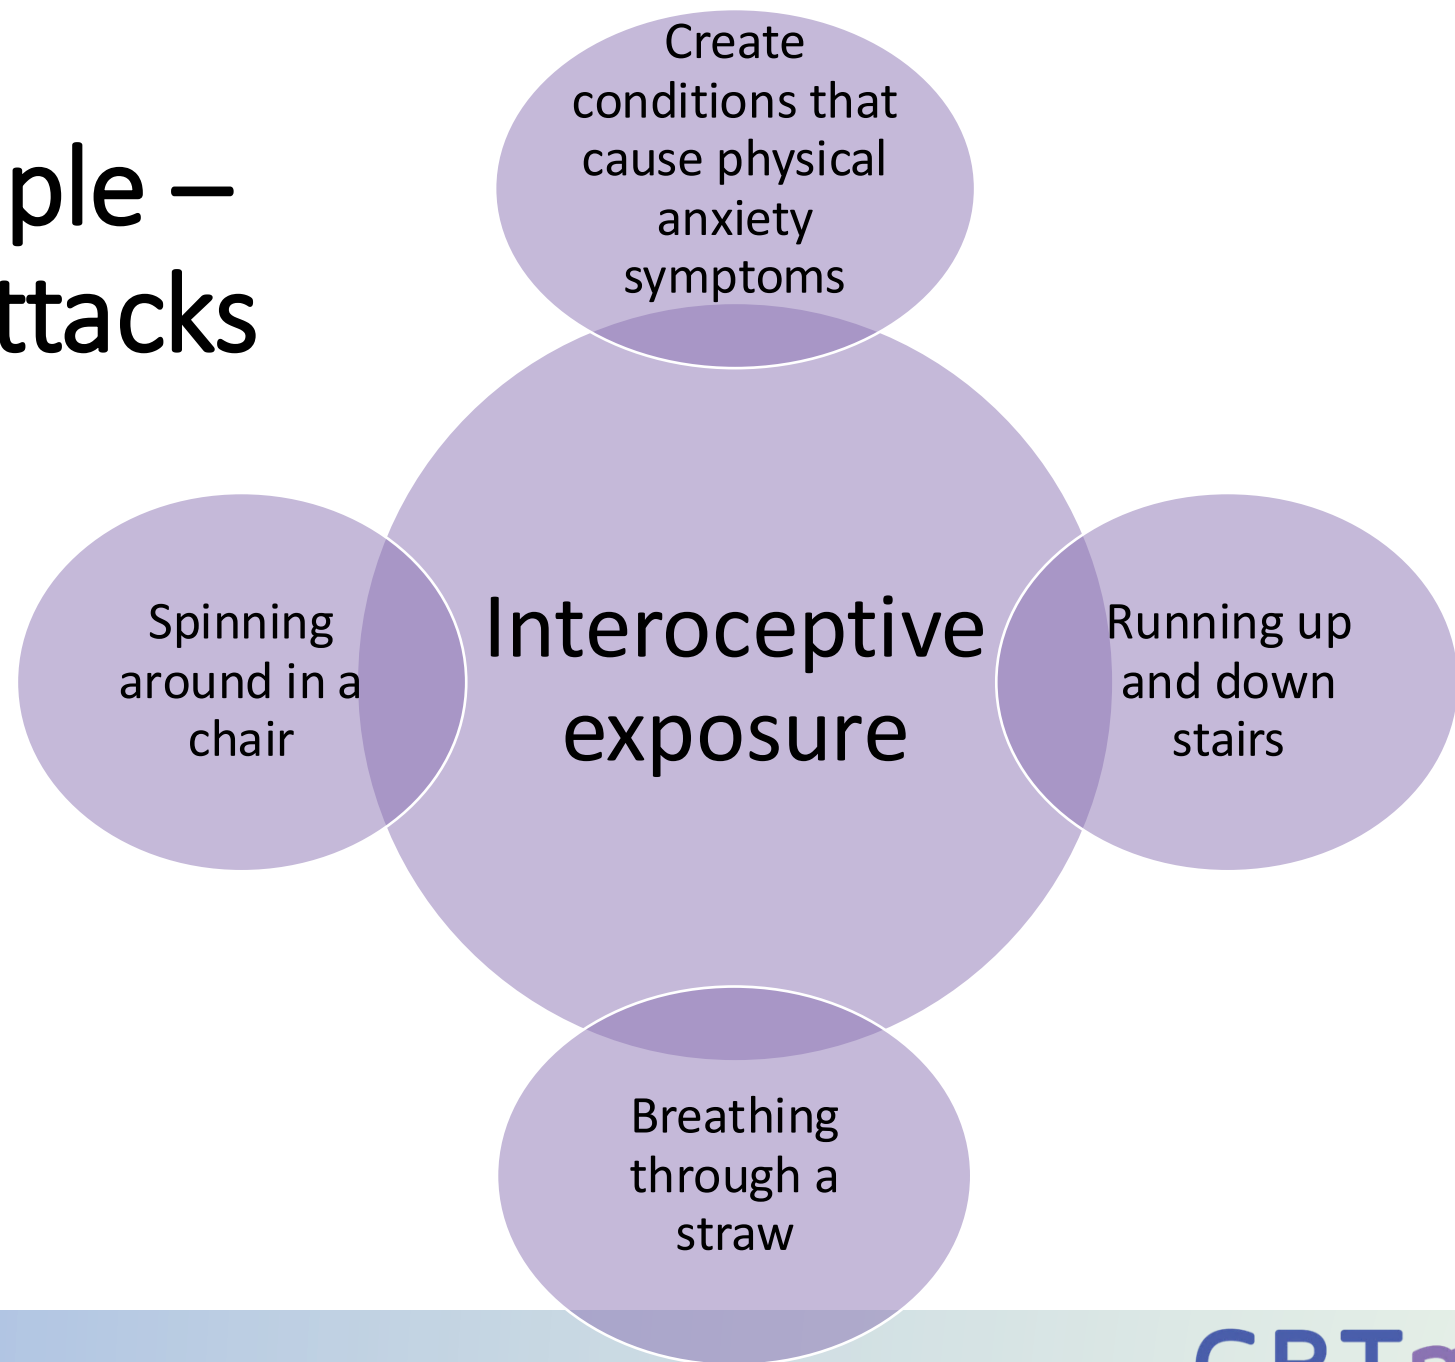 ple –
ttacks
Create
conditions that
cause physical
anxiety
symptoms
Spinning
around in a
chair
Interoceptive
exposure
Running up
and down
stairs
Breathing
through a
straw
CBT